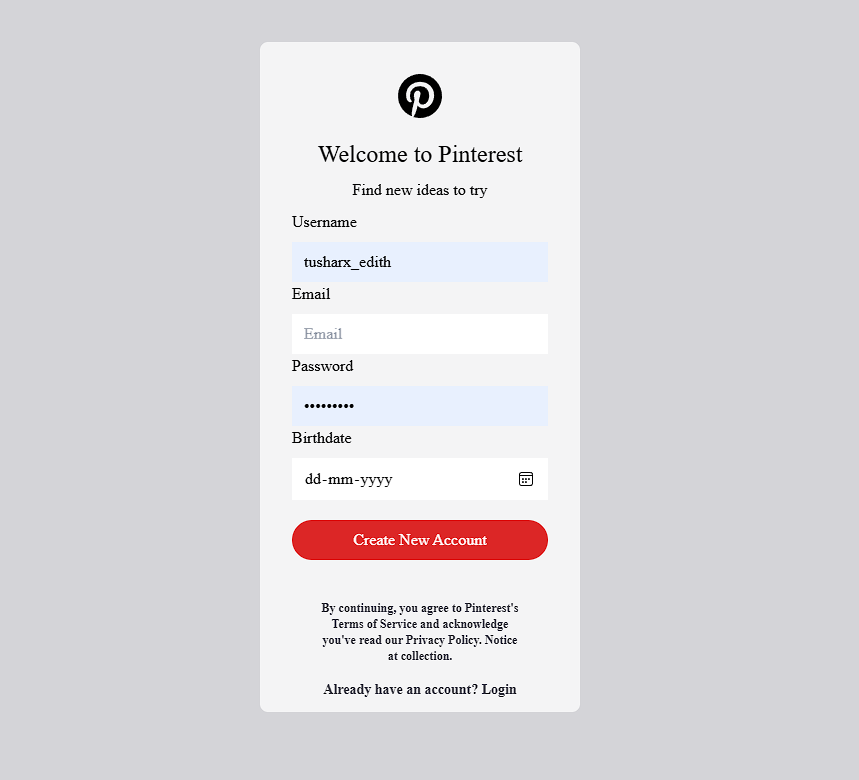 Welcome to Pinterest
Find new ideas to try
Username
tusharx_edith
Email
Email
Password
•••••••••
Birthdate
dd-mm-yyyy
Create New Account
By continuing, you agree to Pinterest's
Terms of Service and acknowledge
you've read our Privacy Policy. Notice
at collection.
Already have an account? Login